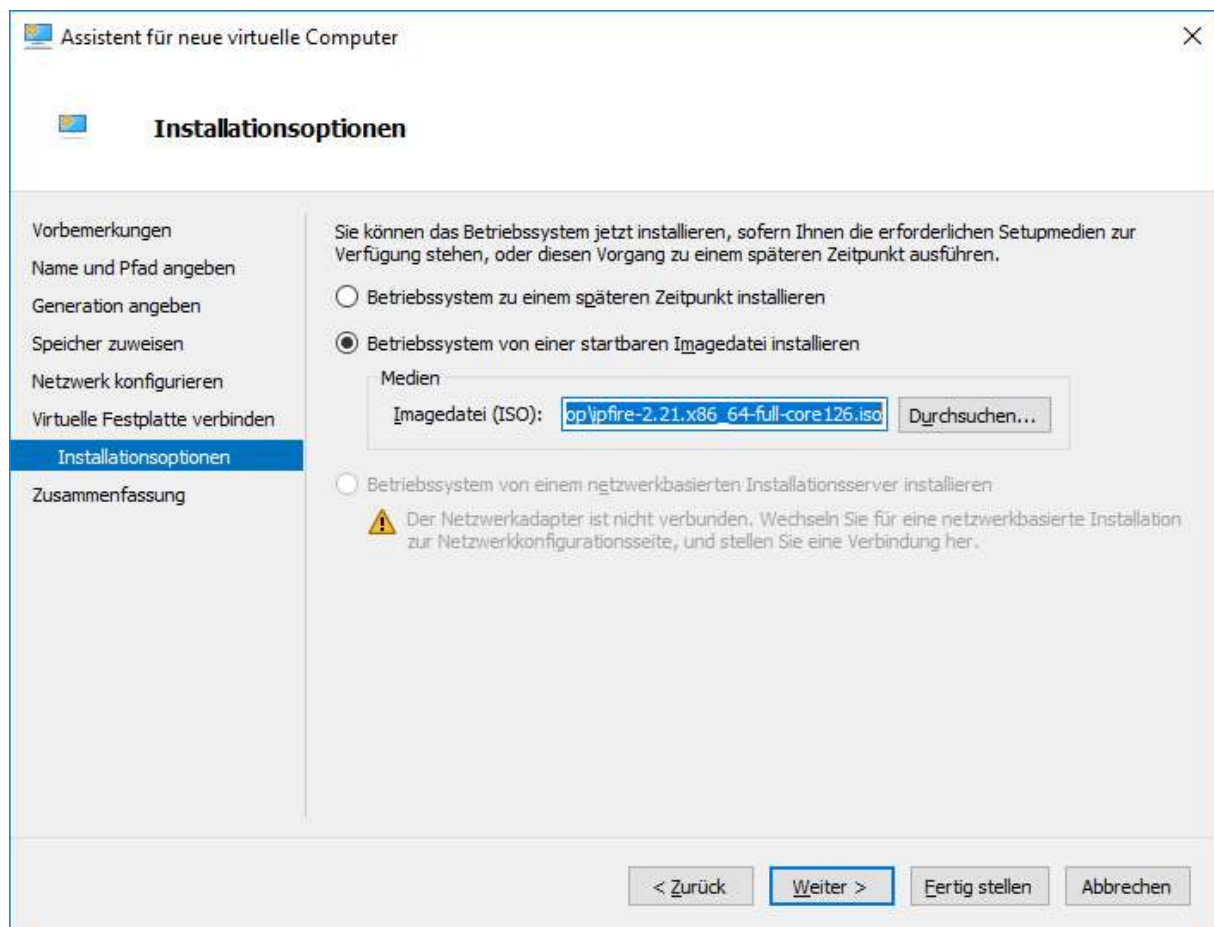 Assistent für neue virtuelle Computer
Installationsoptionen
Vorbemerkungen
Name und Pfad angeben
Generation angeben
Speicher zuweisen
Netzwerk konfigurieren
Virtuelle Festplatte verbinden
Installationsoptionen
Zusammenfassung
Sie können das Betriebssystem jetzt installieren, sofern Ihnen die erforderlichen Setupmedien zur
Verfügung stehen, oder diesen Vorgang zu einem späteren Zeitpunkt ausführen.
Betriebssystem zu einem späteren Zeitpunkt installieren
Betriebssystem von einer startbaren Imagedatei installieren
Medien
Imagedatei (ISO): op\ipfire-2.21.x86_64-full-core126.iso Durchsuchen...
Betriebssystem von einem netzwerkbasierten Installationsserver installieren
Der Netzwerkadapter ist nicht verbunden. Wechseln Sie für eine netzwerkbasierte Installation
zur Netzwerkkonfigurationsseite, und stellen Sie eine Verbindung her.
< Zurück Weiter > Fertig stellen Abbrechen